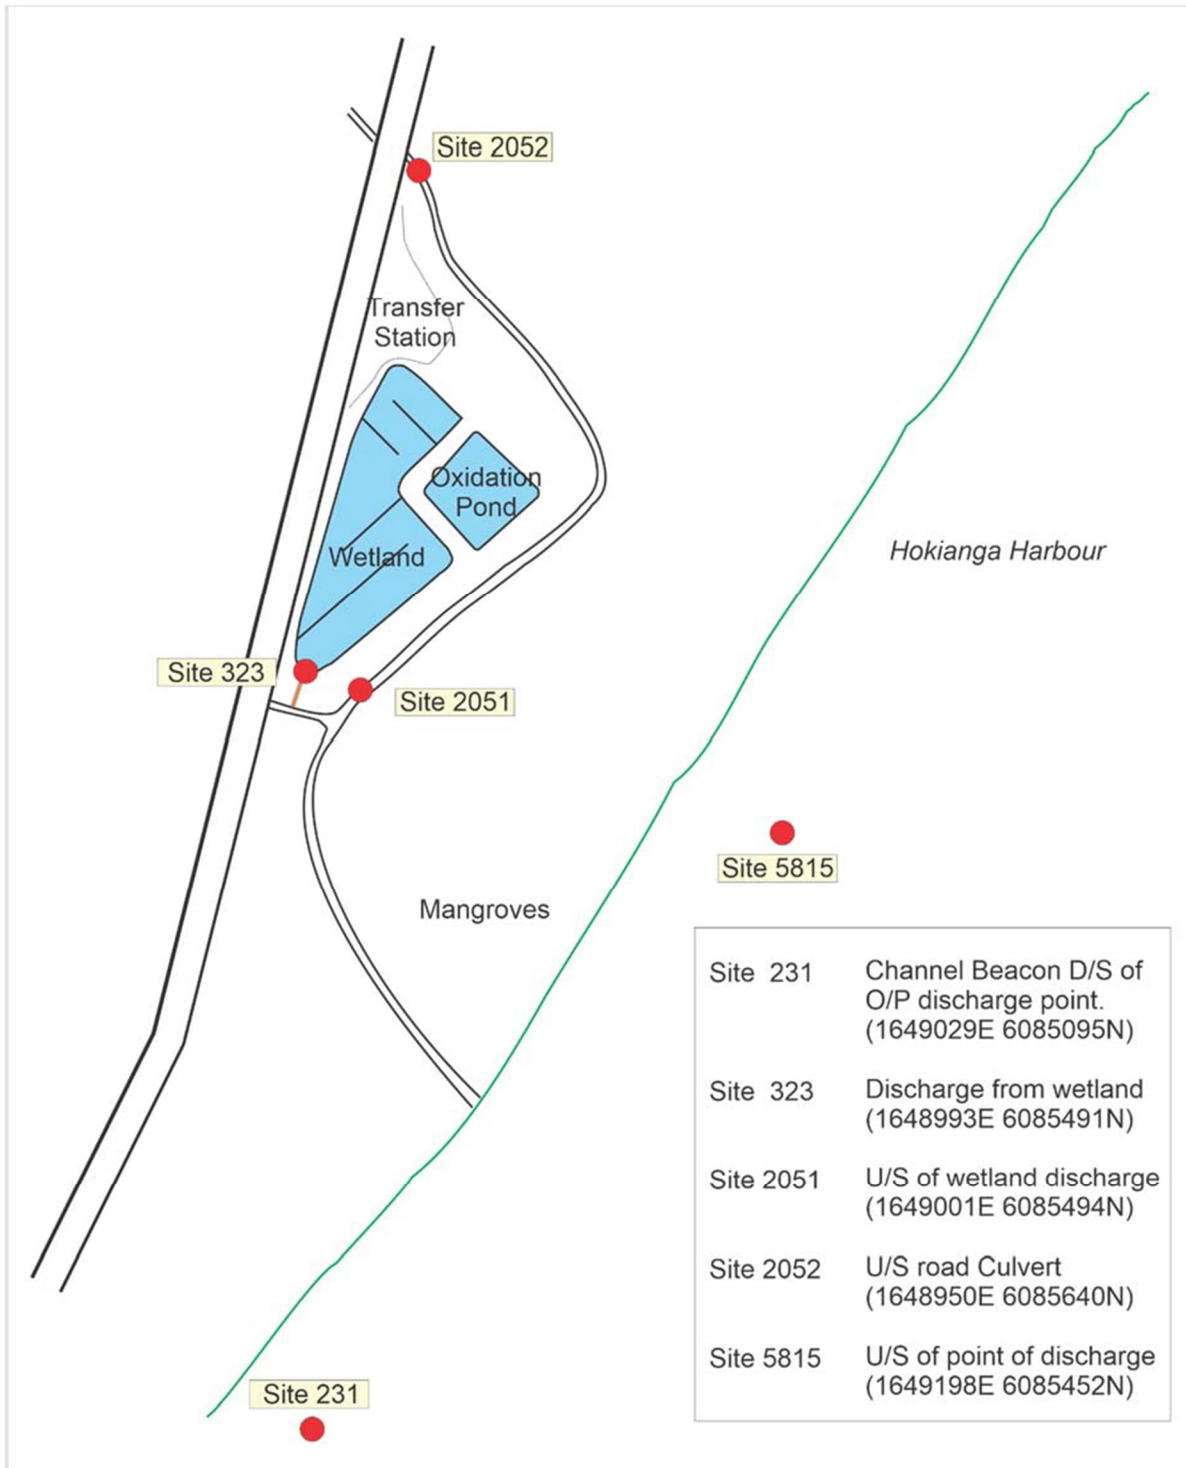 Site 2052
Transfer
Station
Oxidation
Pond
Hokianga Harbour
Wetland
Site 323
Site 2051
Site 5815
Mangroves
Site 231 Channel Beacon D/S of
O/P discharge point.
(1649029E 6085095N)
Site 323 Discharge from wetland
(1648993E 6085491N)
Site 2051 U/S of wetland discharge
(1649001E 6085494N)
Site 2052 U/S road Culvert
(1648950E 6085640N)
Site 5815 U/S of point of discharge
(1649198E 6085452N)
Site 231